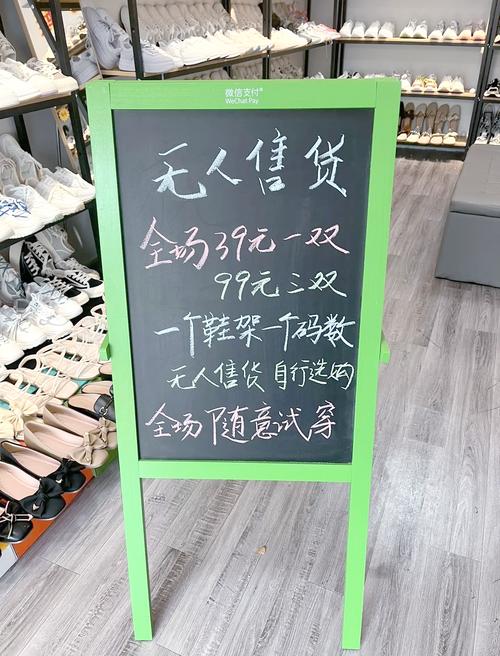 微信支付
WeChat Pay
无人售货
全场39元一双
99元三双
一个鞋架一个码数
无人售货 自行选购
全场随意试穿